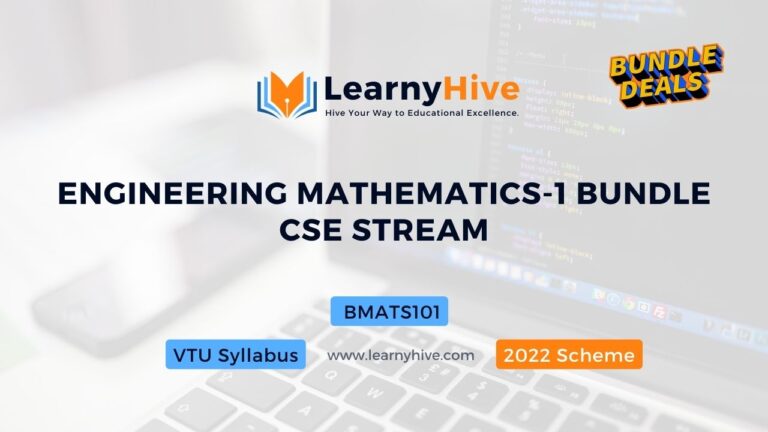 BUNDLE
DEALS
LearnyHive
Hive Your Way to Educational Excellence.
ENGINEERING MATHEMATICS-1 BUNDLE
CSE STREAM
BMATS101
VTU Syllabus
www.learnyhive.com
2022 Scheme